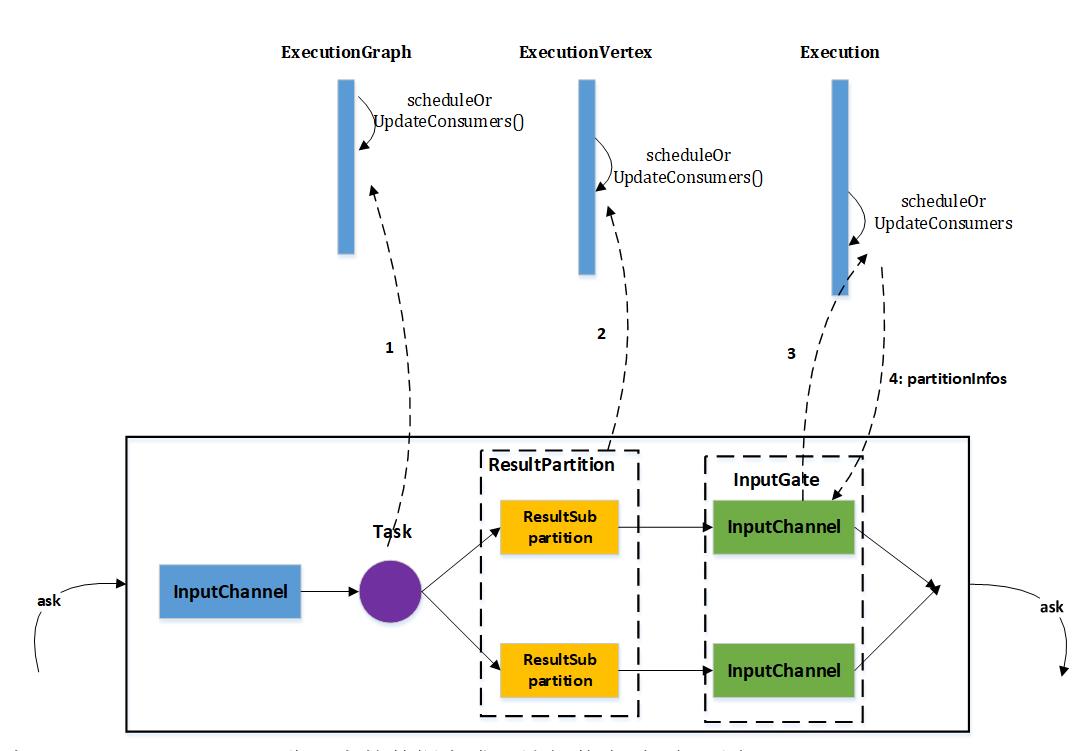 ExecutionGraph
ExecutionVertex
Execution
scheduleOr
UpdateConsumers()
scheduleOr
UpdateConsumers()
scheduleOr
UpdateConsumers
1
2
3
4: partitionInfos
ResultPartition
InputGate
Task
ResultSub
partition
InputChannel
InputChannel
ask
ask
ResultSub
partition
InputChannel